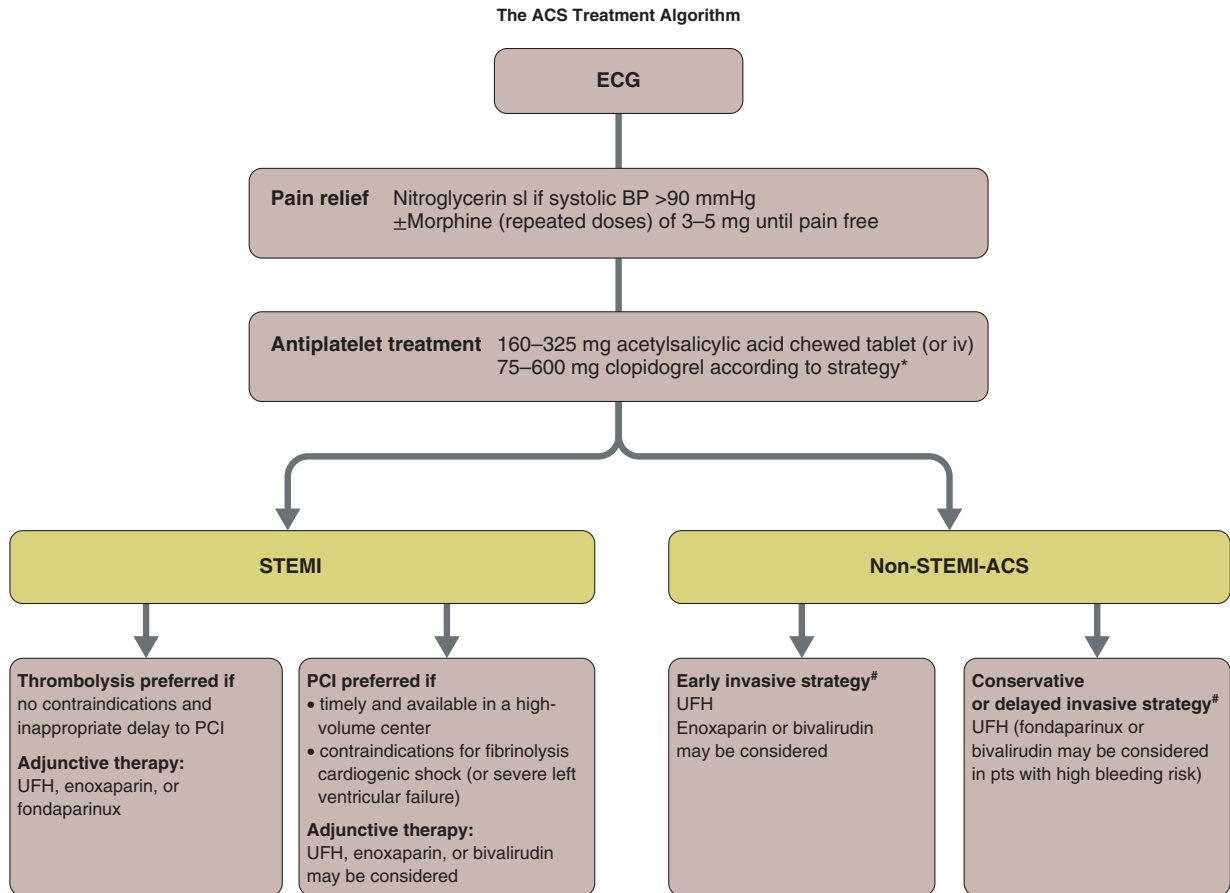 The ACS Treatment Algorithm
ECG
Pain relief Nitroglycerin sl if systolic BP >90 mmHg
±Morphine (repeated doses) of 3–5 mg until pain free
Antiplatelet treatment 160–325 mg acetylsalicylic acid chewed tablet (or iv)
75–600 mg clopidogrel according to strategy*
STEMI
Non-STEMI-ACS
Thrombolysis preferred if
no contraindications and
inappropriate delay to PCI
Adjunctive therapy:
UFH, enoxaparin, or
fondaparinux
PCI preferred if
• timely and available in a high-
volume center
• contraindications for fibrinolysis
cardiogenic shock (or severe left
ventricular failure)
Adjunctive therapy:
UFH, enoxaparin, or bivalirudin
may be considered
Early invasive strategy#
UFH
Enoxaparin or bivalirudin
may be considered
Conservative
or delayed invasive strategy#
UFH (fondaparinux or
bivalirudin may be considered
in pts with high bleeding risk)